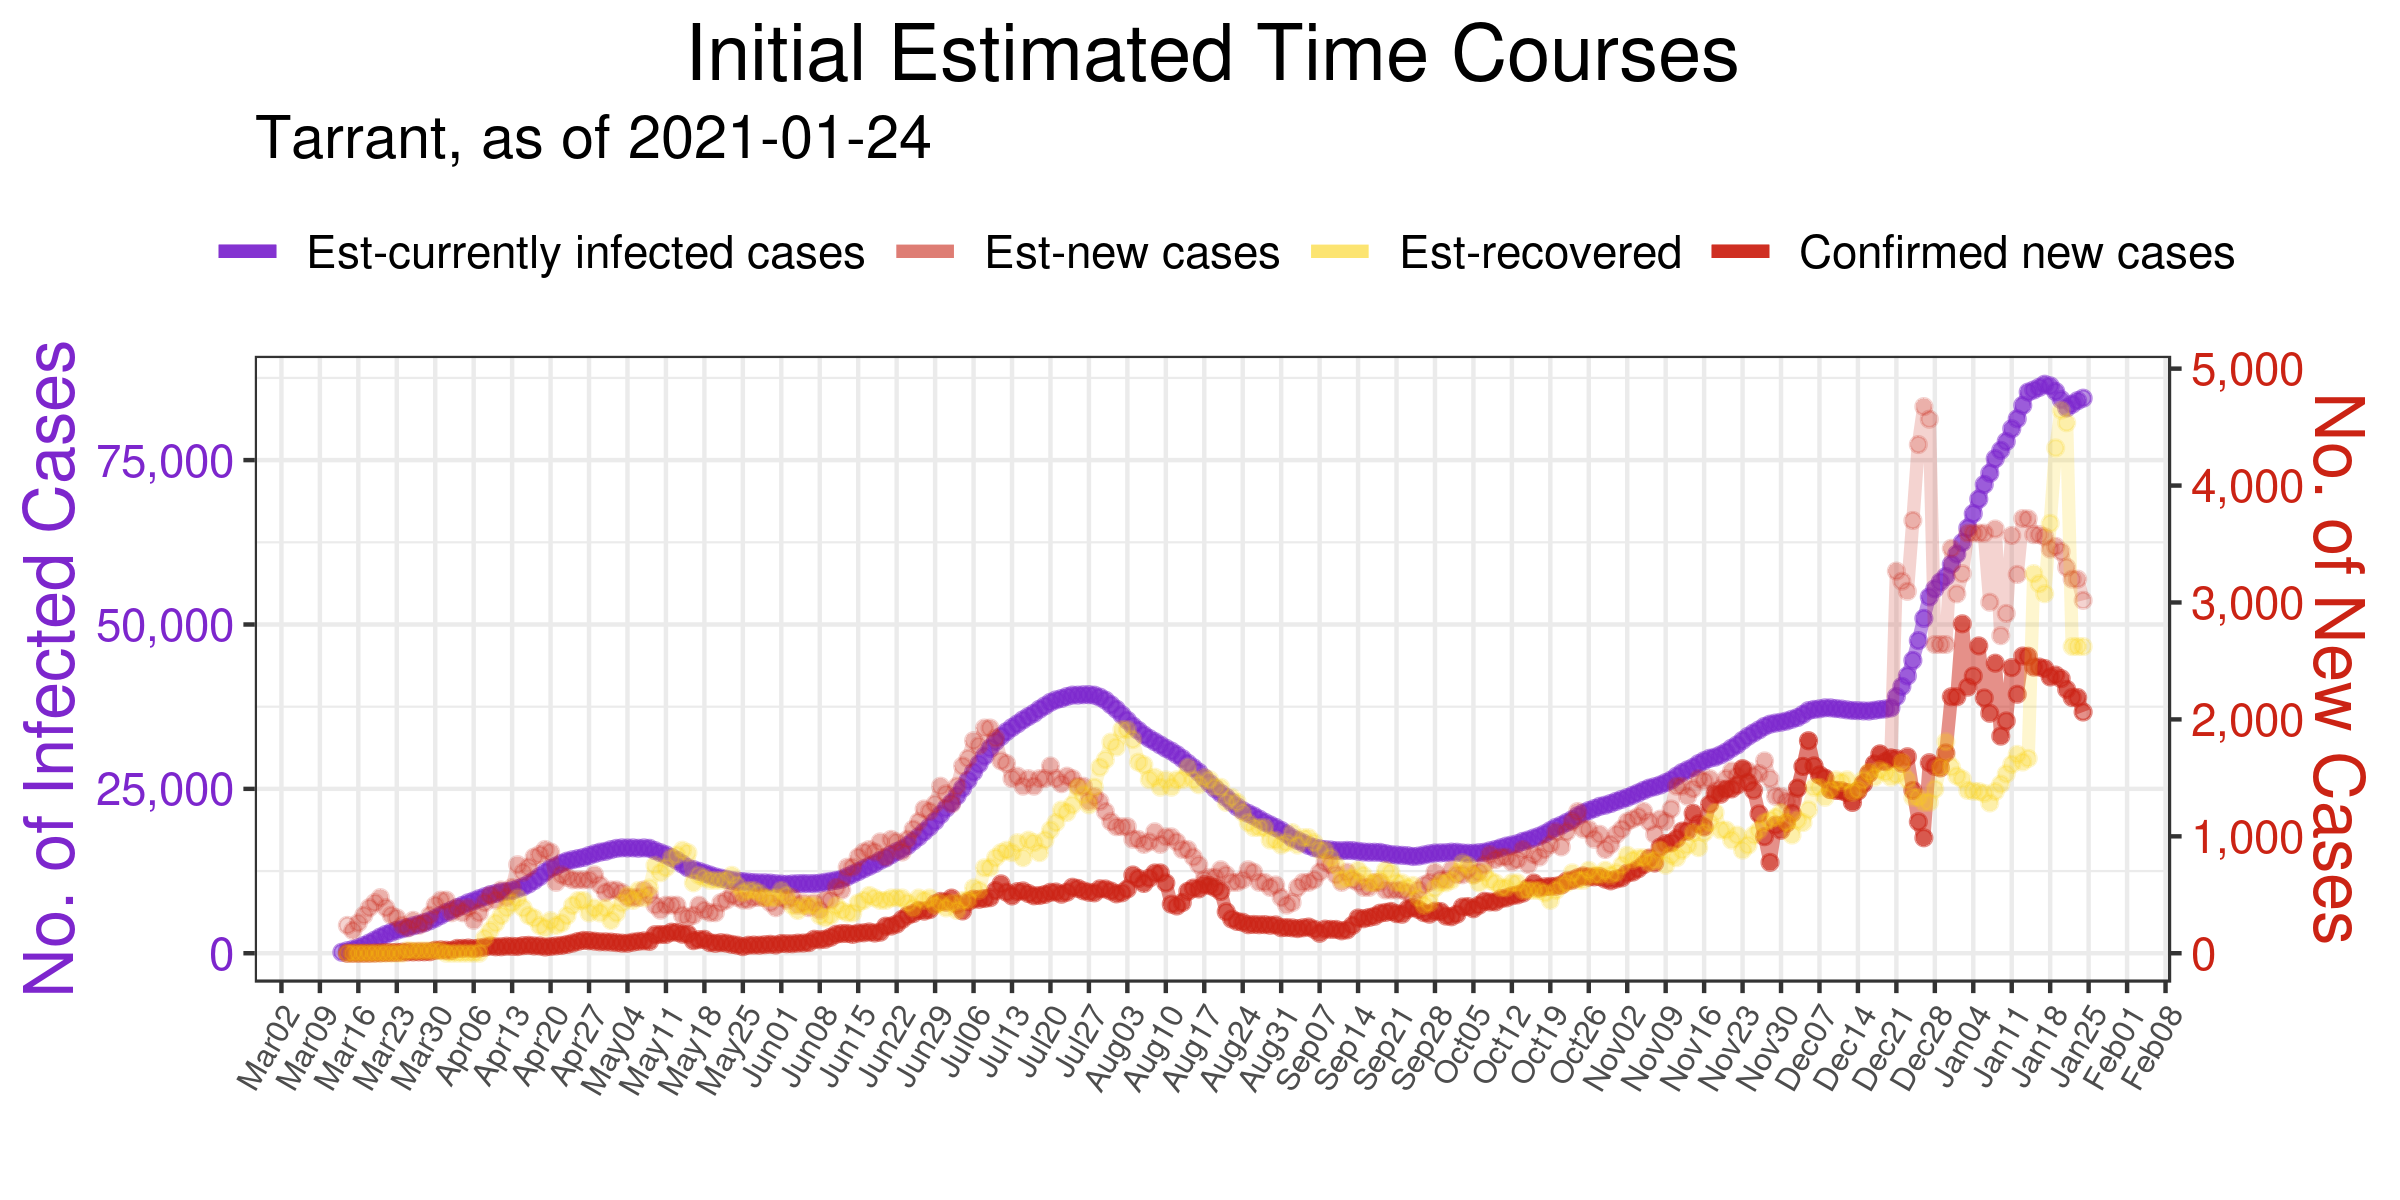 Initial Estimated Time Courses
Tarrant, as of 2021-01-24
Est-currently infected cases Est-new cases Est-recovered Confirmed new cases
No. of Infected Cases
75,000
50,000
25,000
0
5,000
4,000
3,000
2,000
1,000
0
No. of New Cases
Mar02 Mar09 Mar16 Mar23 Mar30 Apr06 Apr13 Apr20 Apr27 May04 May11 May18 May25 Jun01 Jun08 Jun15 Jun22 Jun29 Jul06 Jul13 Jul20 Jul27 Aug03 Aug10 Aug17 Aug24 Aug31 Sep07 Sep14 Sep21 Sep28 Oct05 Oct12 Oct19 Oct26 Nov02 Nov09 Nov16 Nov23 Nov30 Dec07 Dec14 Dec21 Dec28 Jan04 Jan11 Jan18 Jan25 Feb01 Feb08